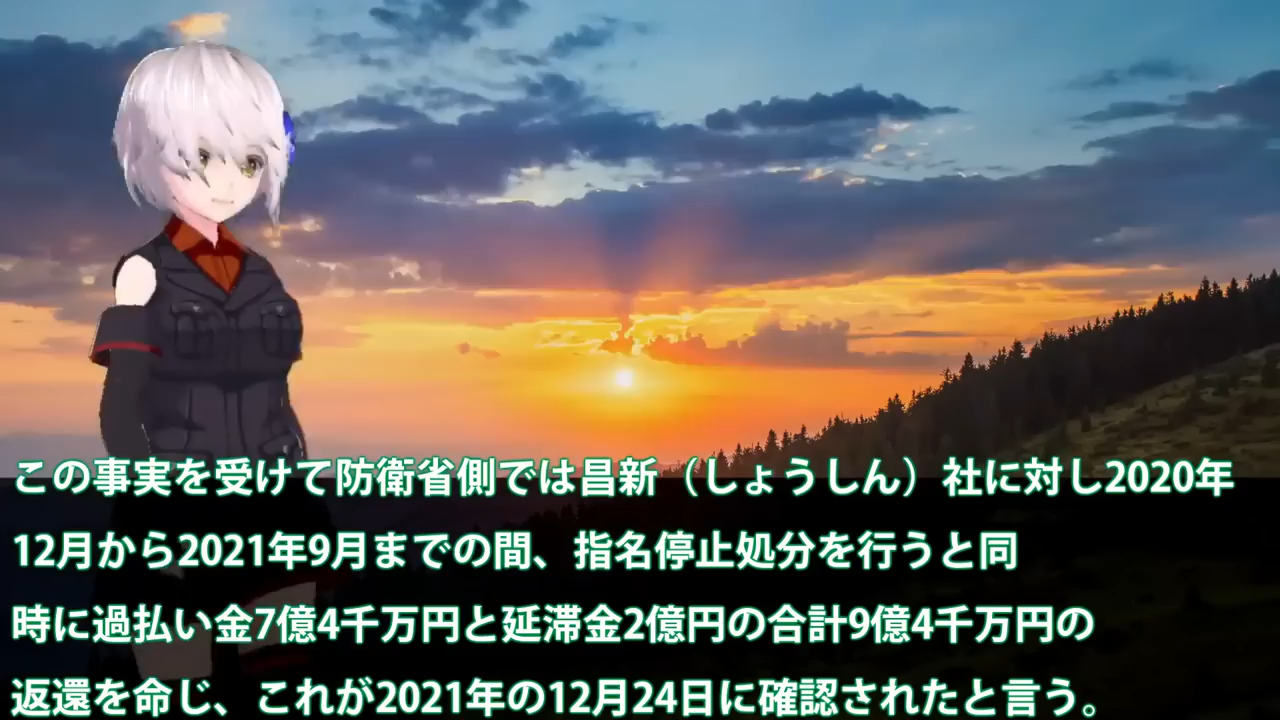 この事実を受けて防衛省側では昌新（しょうしん）社に対し2020年
12月から2021年9月までの間、指名停止処分を行うと同
時に過払い金7億4千万円と延滞金2億円の合計9億4千万円の
返還を命じ、これが2021年の12月24日に確認されたと言う。